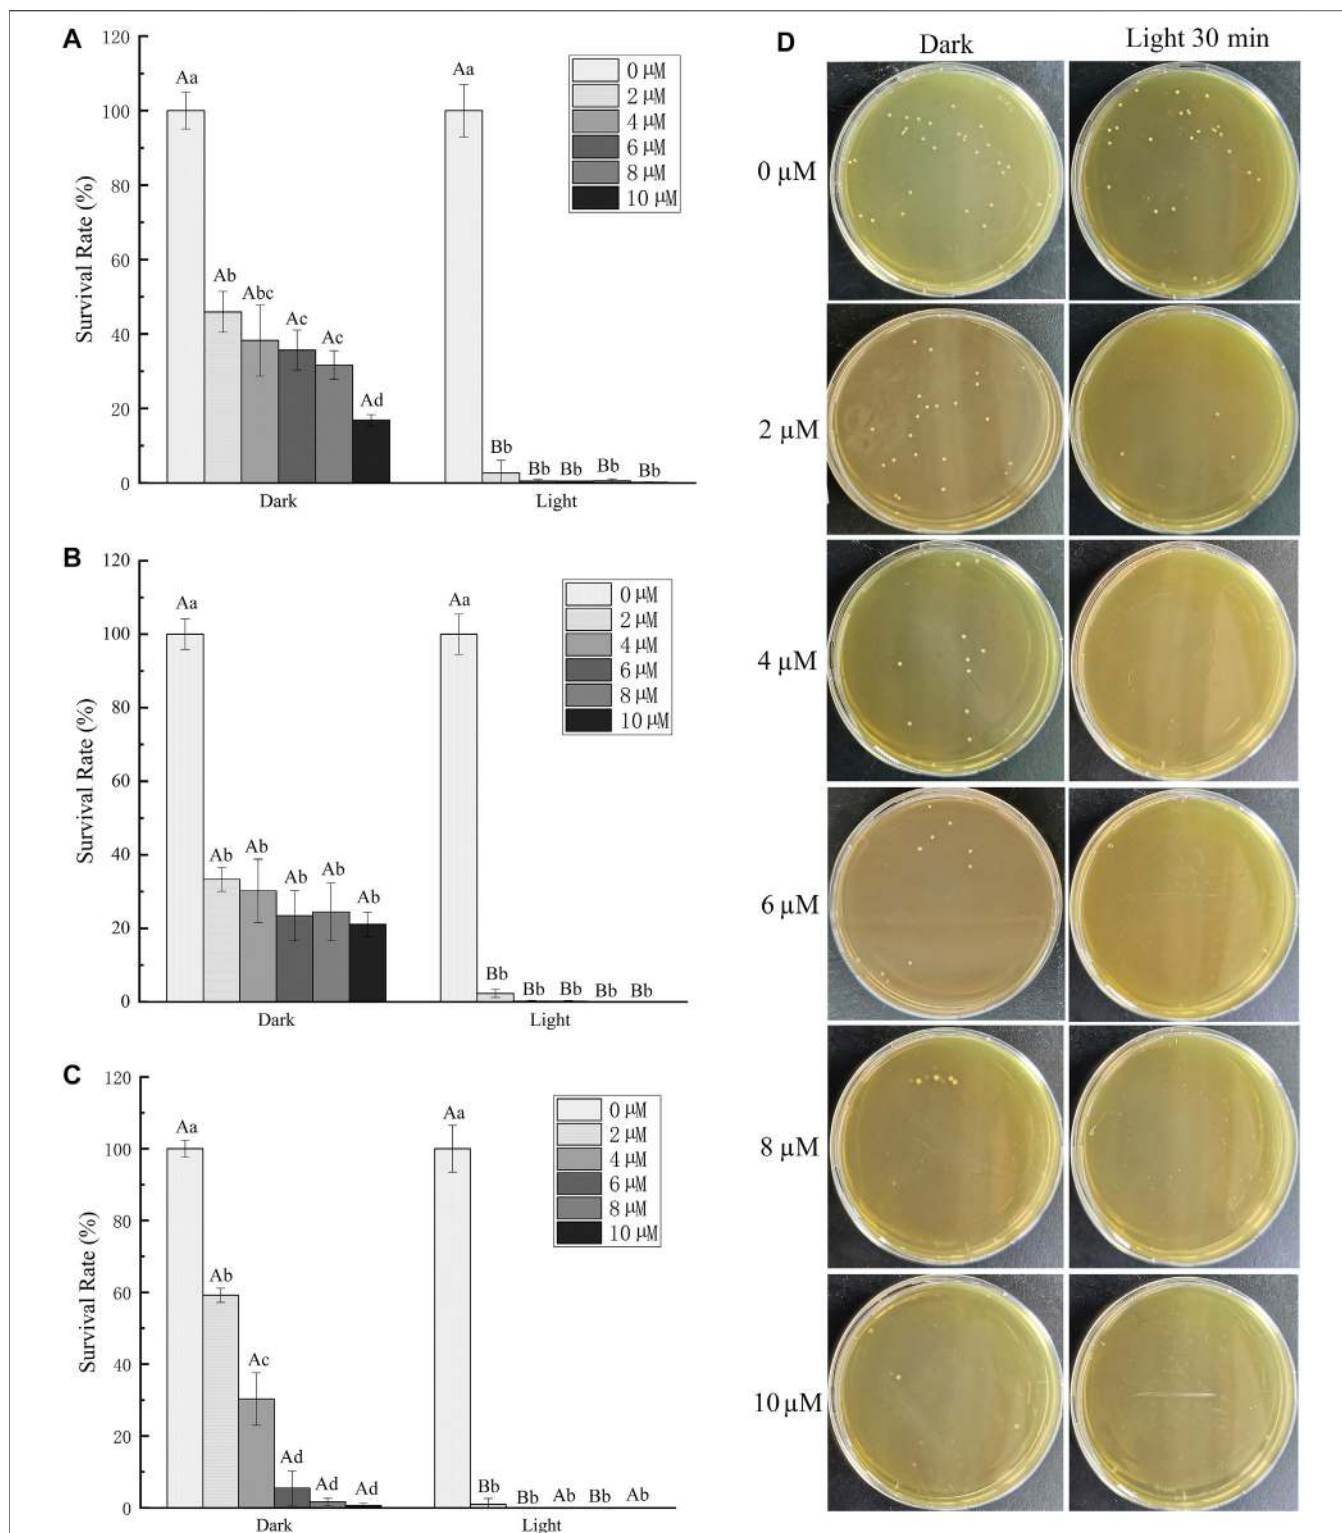 A
120
100
80
60
40
20
0
Survival Rate (%)
Aa
Ab
Abc
Ac
Ac
Ad
Aa
Bb
Bb
Bb
Bb
Bb
0 μM
2 μM
4 μM
6 μM
8 μM
10 μM
Dark
Light
B
120
100
80
60
40
20
0
Survival Rate (%)
Aa
Ab
Ab
Ab
Ab
Ab
Aa
Bb
Bb
Bb
Bb
Bb
0 μM
2 μM
4 μM
6 μM
8 μM
10 μM
Dark
Light
C
120
100
80
60
40
20
0
Survival Rate (%)
Aa
Ab
Ac
Ad
Ad
Ad
Aa
Bb
Bb
Ab
Bb
Ab
0 μM
2 μM
4 μM
6 μM
8 μM
10 μM
Dark
Light
D
Dark
Light 30 min
0 μM
2 μM
4 μM
6 μM
8 μM
10 μM